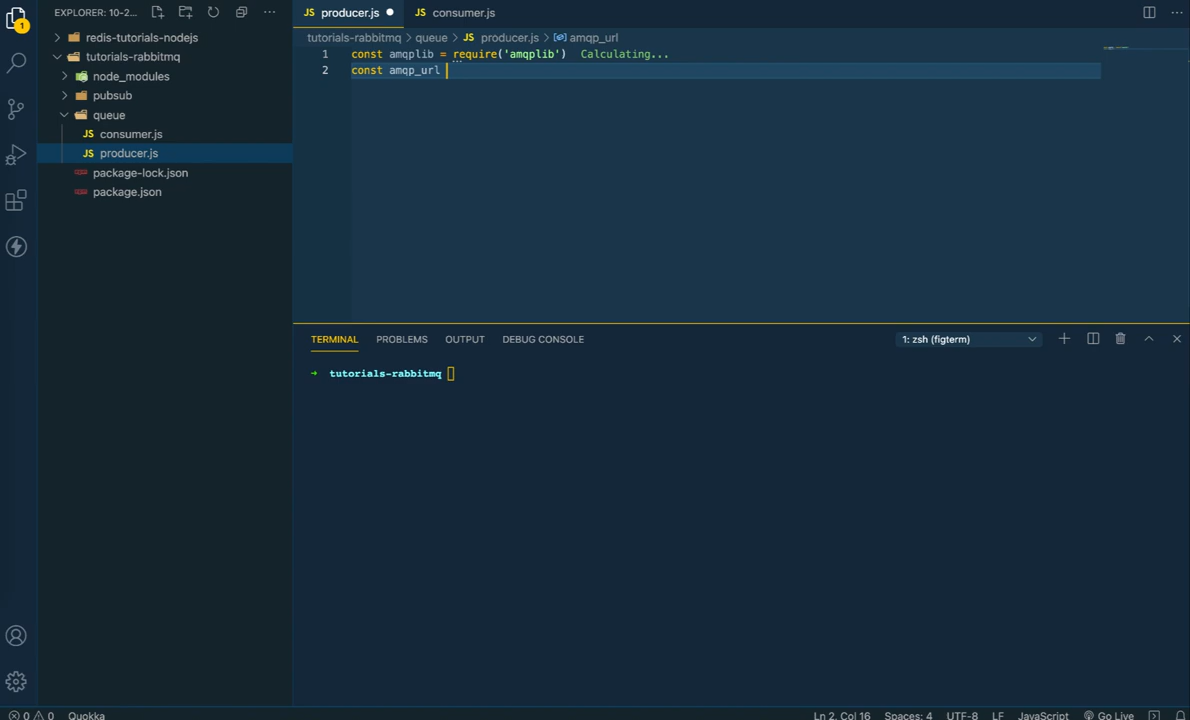 1
EXPLORER: 10-2...
redis-tutorials-nodejs
tutorials-rabbitmq
node_modules
pubsub
queue
JS consumer.js
JS producer.js
package-lock.json
package.json
JS producer.js
JS consumer.js
tutorials-rabbitmq > queue > JS producer.js > amqp_url
1 const amqplib = require('amqplib') Calculating...
2 const amqp_url
TERMINAL PROBLEMS OUTPUT DEBUG CONSOLE 1: zsh (figterm)
→ tutorials-rabbitmq
0 0 Quokka Ln 2, Col 16 Spaces: 4 UTF-8 LF JavaScript Go Live